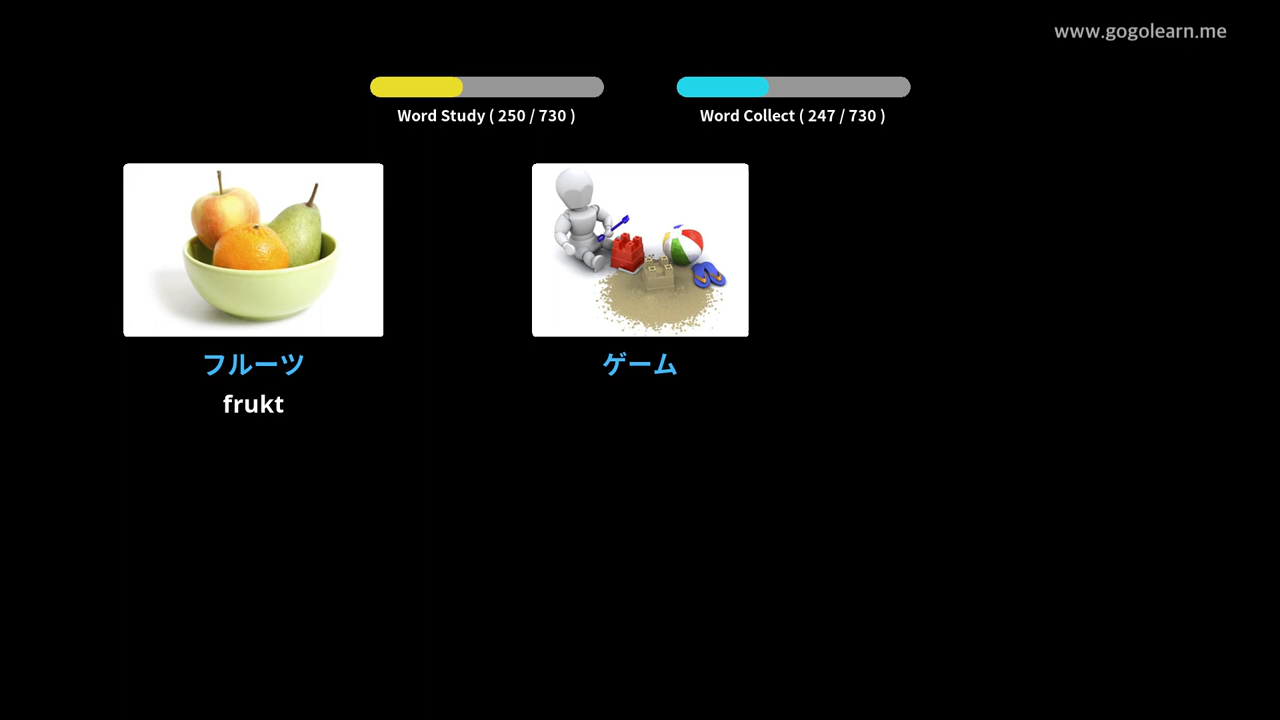 www.gogolearn.me
Word Study ( 250 / 730 )
Word Collect ( 247 / 730 )
フルーツ
ゲーム
frukt